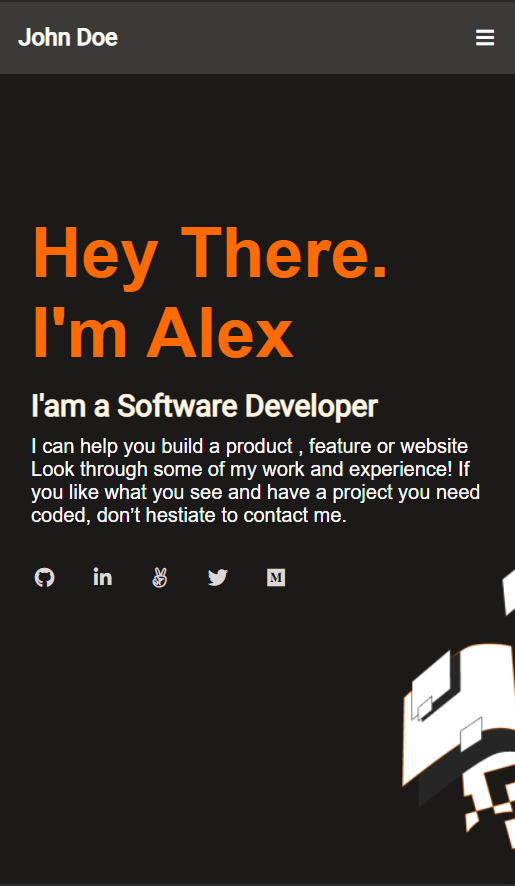 John Doe
Hey There.
I'm Alex
I'am a Software Developer
I can help you build a product , feature or website
Look through some of my work and experience! If
you like what you see and have a project you need
coded, don’t hestiate to contact me.